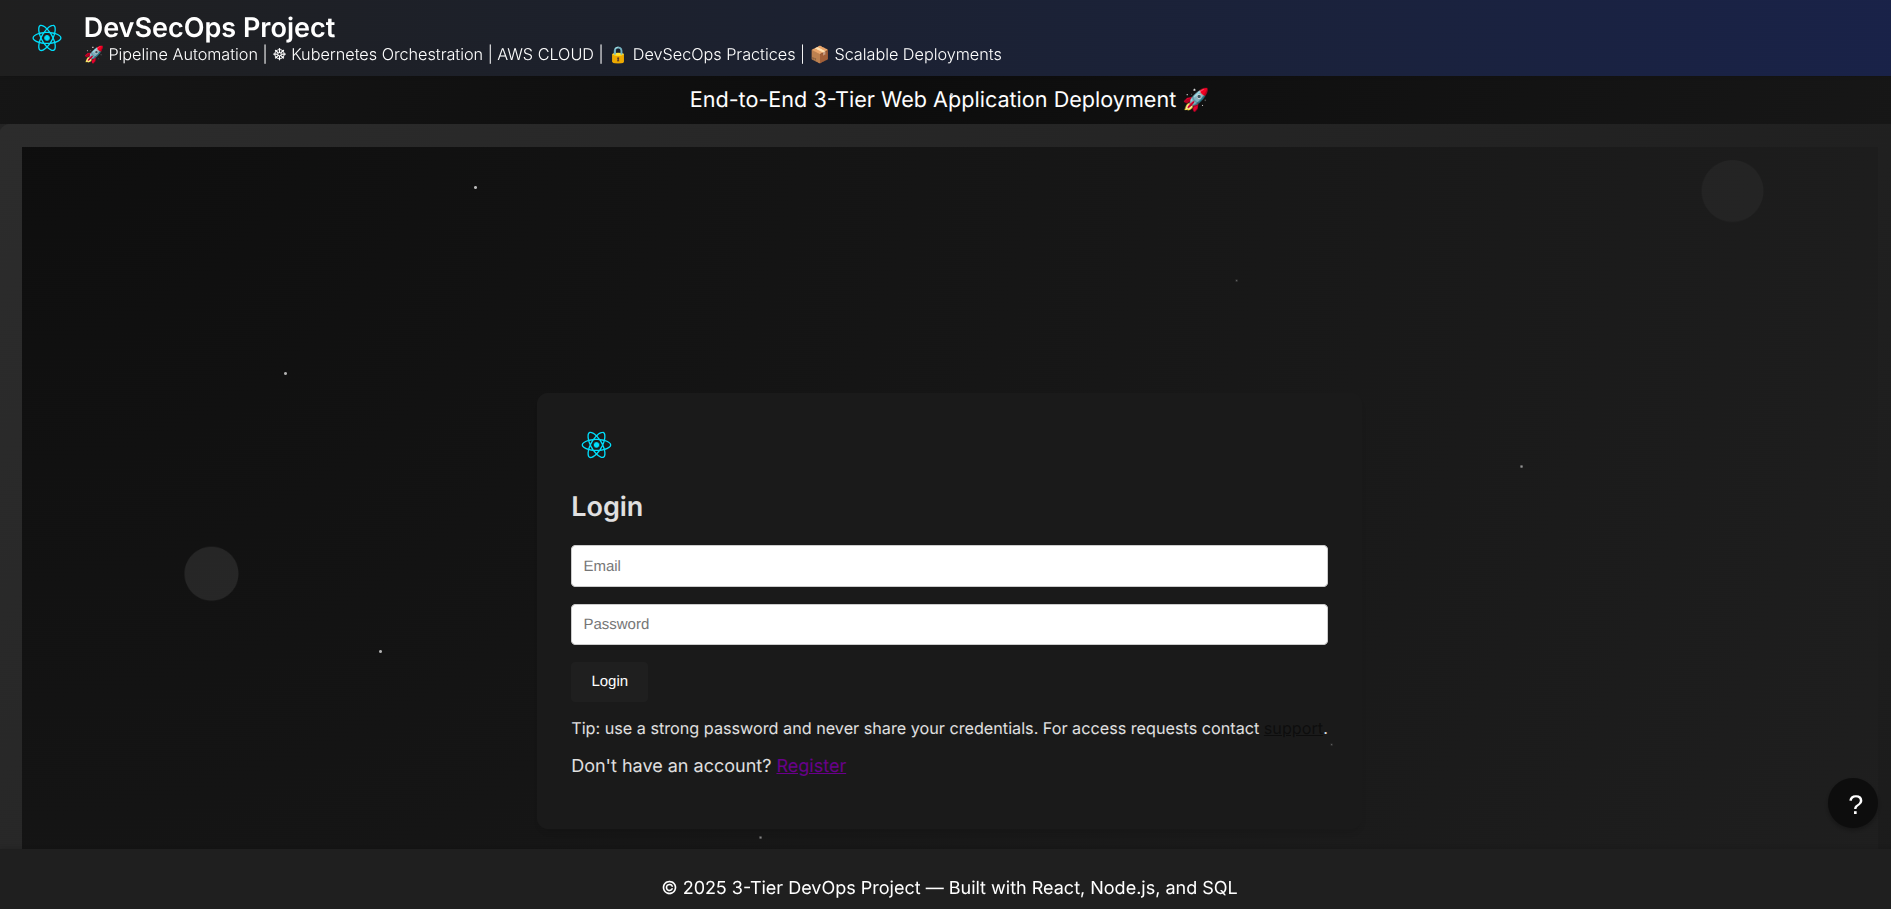 DevSecOps Project
🚀 Pipeline Automation | ☸ Kubernetes Orchestration | AWS CLOUD | 🔒 DevSecOps Practices | 📦 Scalable Deployments
End-to-End 3-Tier Web Application Deployment 🚀
Login
Email
Password
Login
Tip: use a strong password and never share your credentials. For access requests contact support.
Don't have an account? Register
?
© 2025 3-Tier DevOps Project — Built with React, Node.js, and SQL